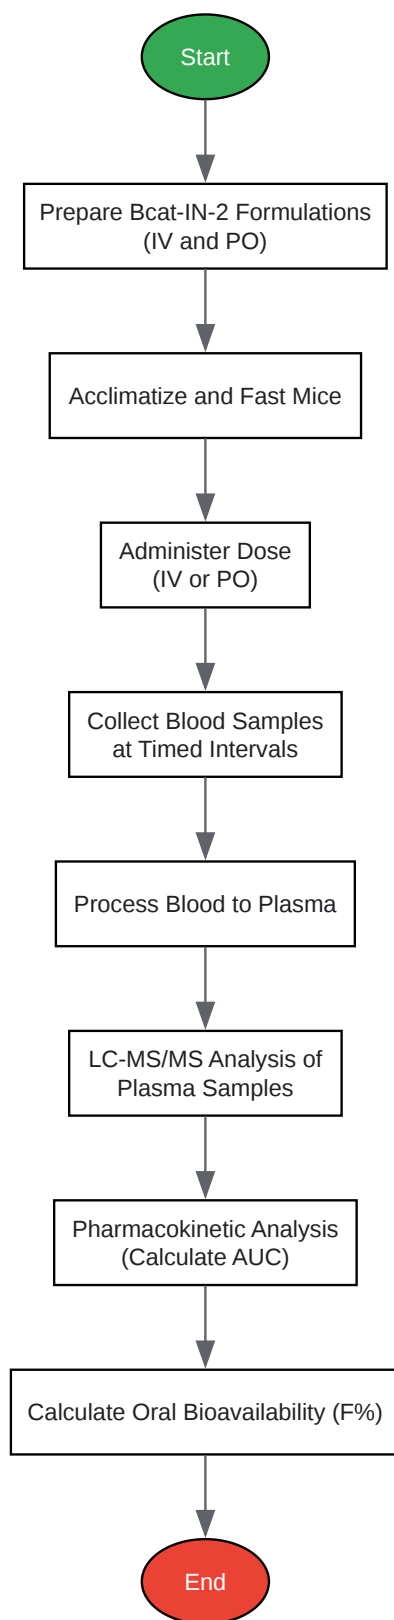 Start
Prepare Bcat-IN-2 Formulations
(IV and PO)
Acclimatize and Fast Mice
Administer Dose
(IV or PO)
Collect Blood Samples
at Timed Intervals
Process Blood to Plasma
LC-MS/MS Analysis of
Plasma Samples
Pharmacokinetic Analysis
(Calculate AUC)
Calculate Oral Bioavailability (F%)
End